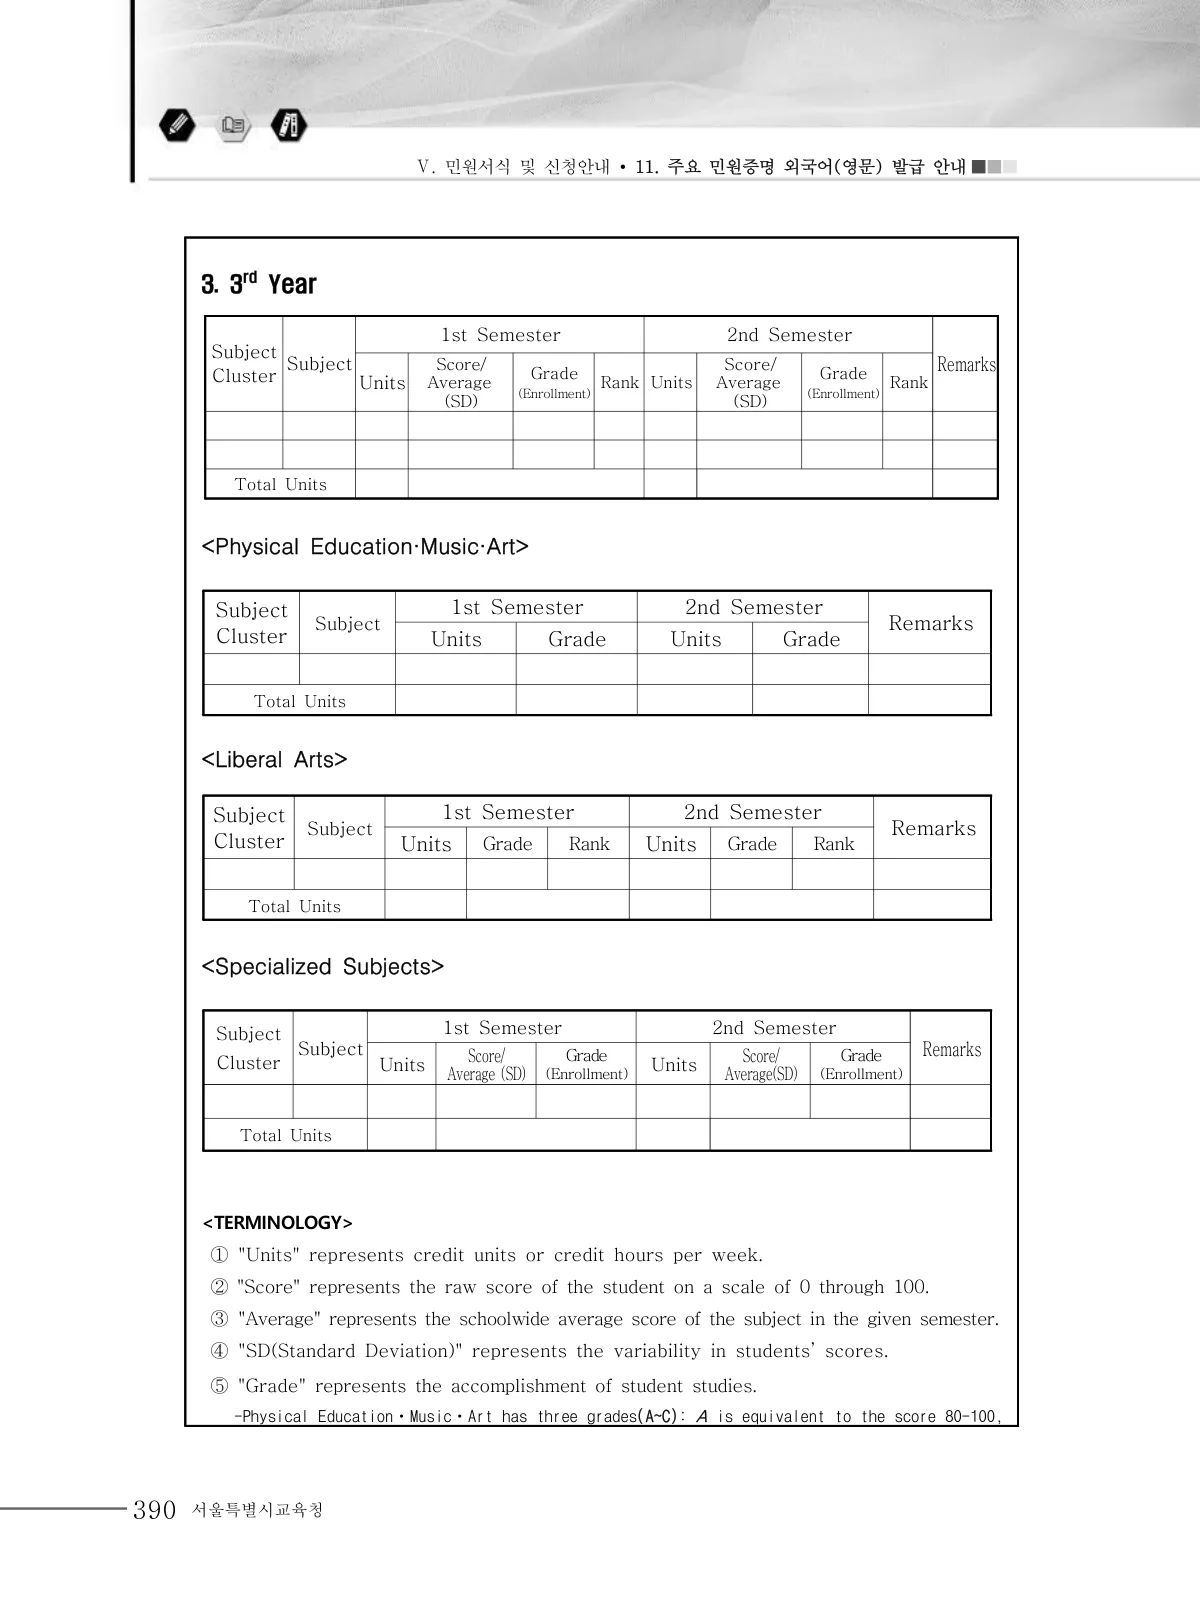 Ⅴ. 민원서식 및 신청안내 • 11. 주요 민원증명 외국어(영문) 발급 안내
3. 3rd Year
Subject Cluster Subject 1st Semester 2nd Semester Remarks
Units Score/ Average (SD) Grade (Enrollment) Rank Units Score/ Average (SD) Grade (Enrollment) Rank
Total Units
<Physical Education·Music·Art>
Subject Cluster Subject 1st Semester 2nd Semester Remarks
Units Grade Units Grade
Total Units
<Liberal Arts>
Subject Cluster Subject 1st Semester 2nd Semester Remarks
Units Grade Rank Units Grade Rank
Total Units
<Specialized Subjects>
Subject Cluster Subject 1st Semester 2nd Semester Remarks
Units Score/ Average (SD) Grade (Enrollment) Units Score/ Average(SD) Grade (Enrollment)
Total Units
<TERMINOLOGY>
① "Units" represents credit units or credit hours per week.
② "Score" represents the raw score of the student on a scale of 0 through 100.
③ "Average" represents the schoolwide average score of the subject in the given semester.
④ "SD(Standard Deviation)" represents the variability in students’ scores.
⑤ "Grade" represents the accomplishment of student studies.
-Physical Education·Music·Art has three grades(A~C): A is equivalent to the score 80-100,
390 서울특별시교육청